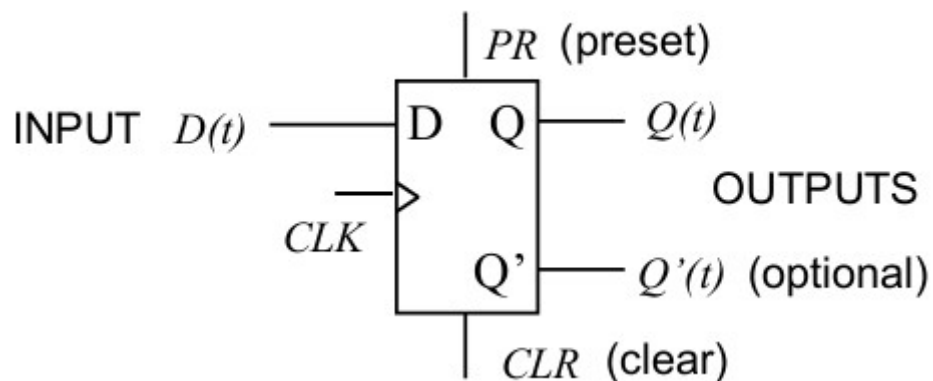 PR (preset)
INPUT D(t) D Q Q(t)
OUTPUTS
CLK
Q’ Q’(t) (optional)
CLR (clear)